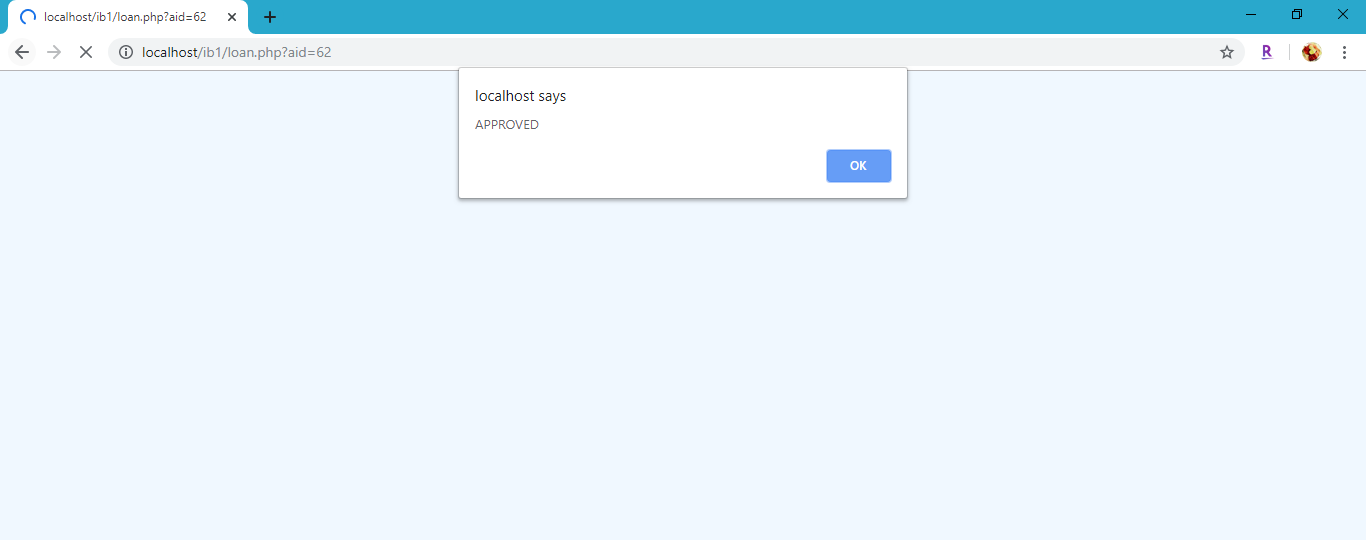 localhost/ib1/loan.php?aid=62
localhost/ib1/loan.php?aid=62
R
localhost says
APPROVED
OK